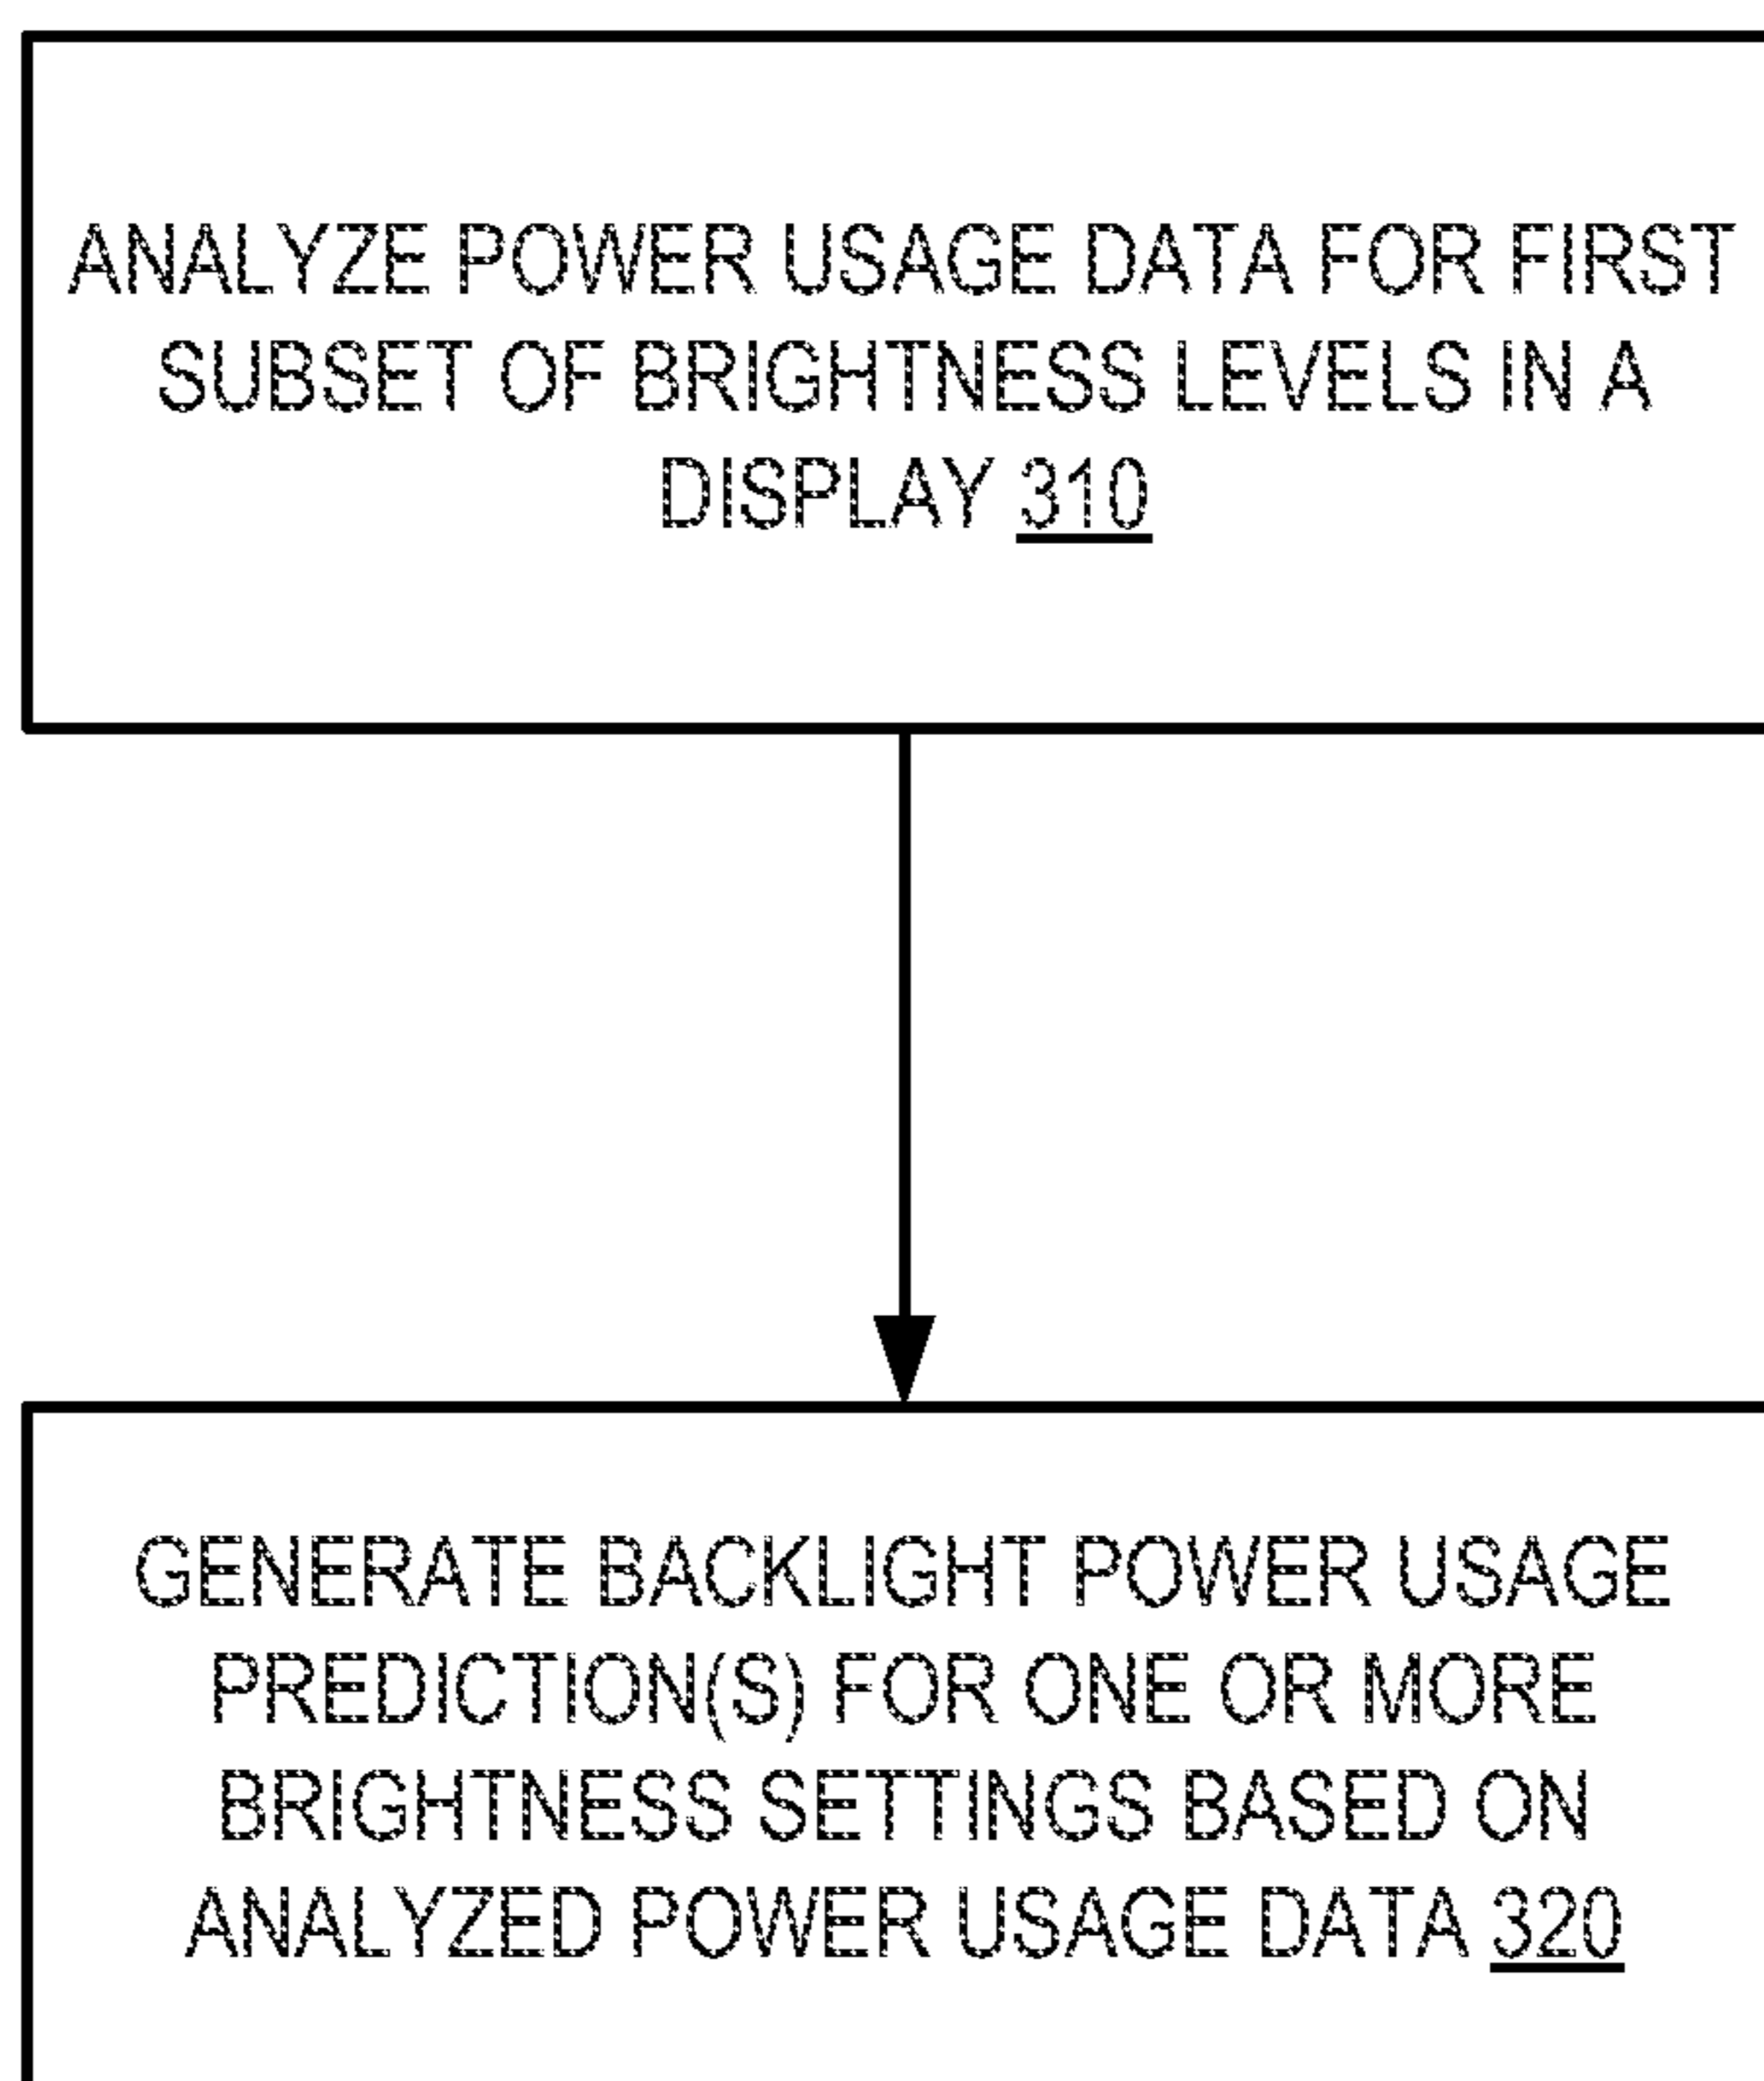 ANALYZE POWER USAGE DATA FOR FIRST
SUBSET OF BRIGHTNESS LEVELS IN A
DISPLAY 310
GENERATE BACKLIGHT POWER USAGE
PREDICTION(S) FOR ONE OR MORE
BRIGHTNESS SETTINGS BASED ON
ANALYZED POWER USAGE DATA 320